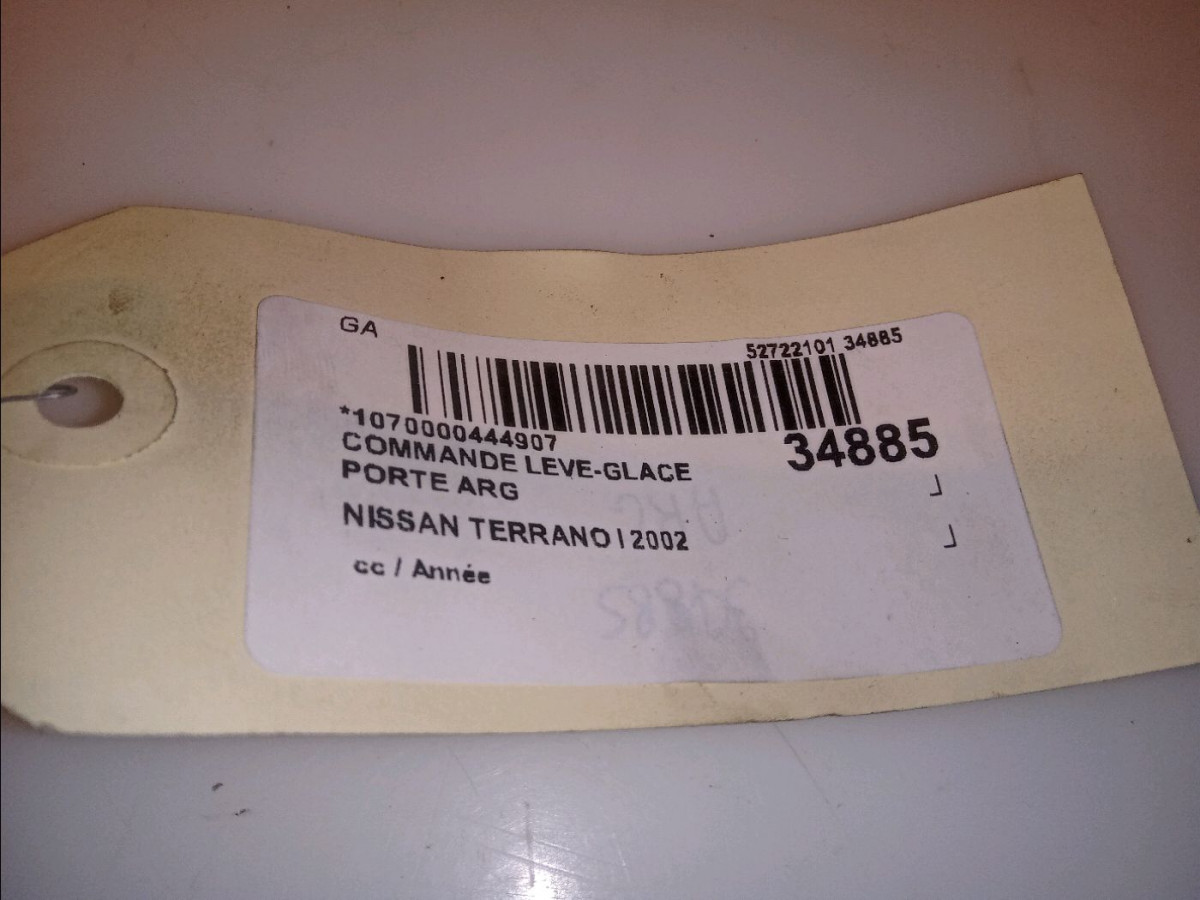 GA
52722101 34885
*1070000444907
34885
COMMANDE LEVE-GLACE
PORTE ARG
NISSAN TERRANO I 2002
cc / Année